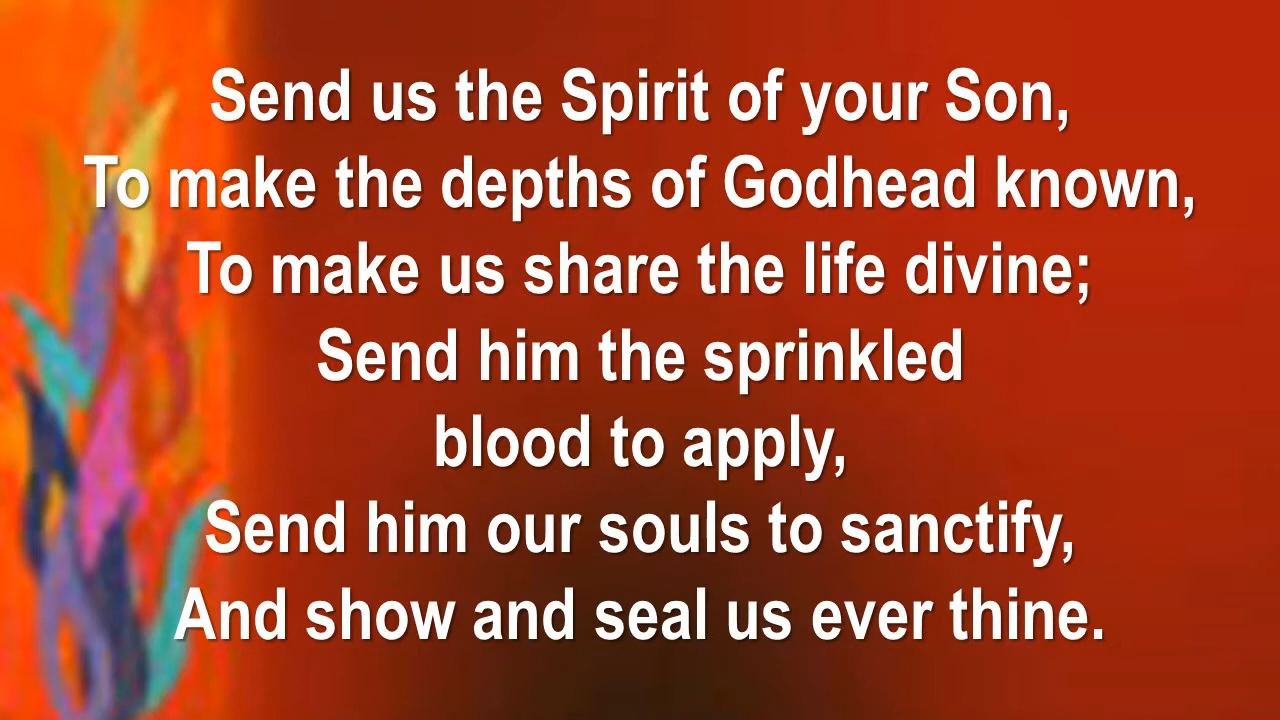 Send us the Spirit of your Son,
To make the depths of Godhead known,
To make us share the life divine;
Send him the sprinkled
blood to apply,
Send him our souls to sanctify,
And show and seal us ever thine.